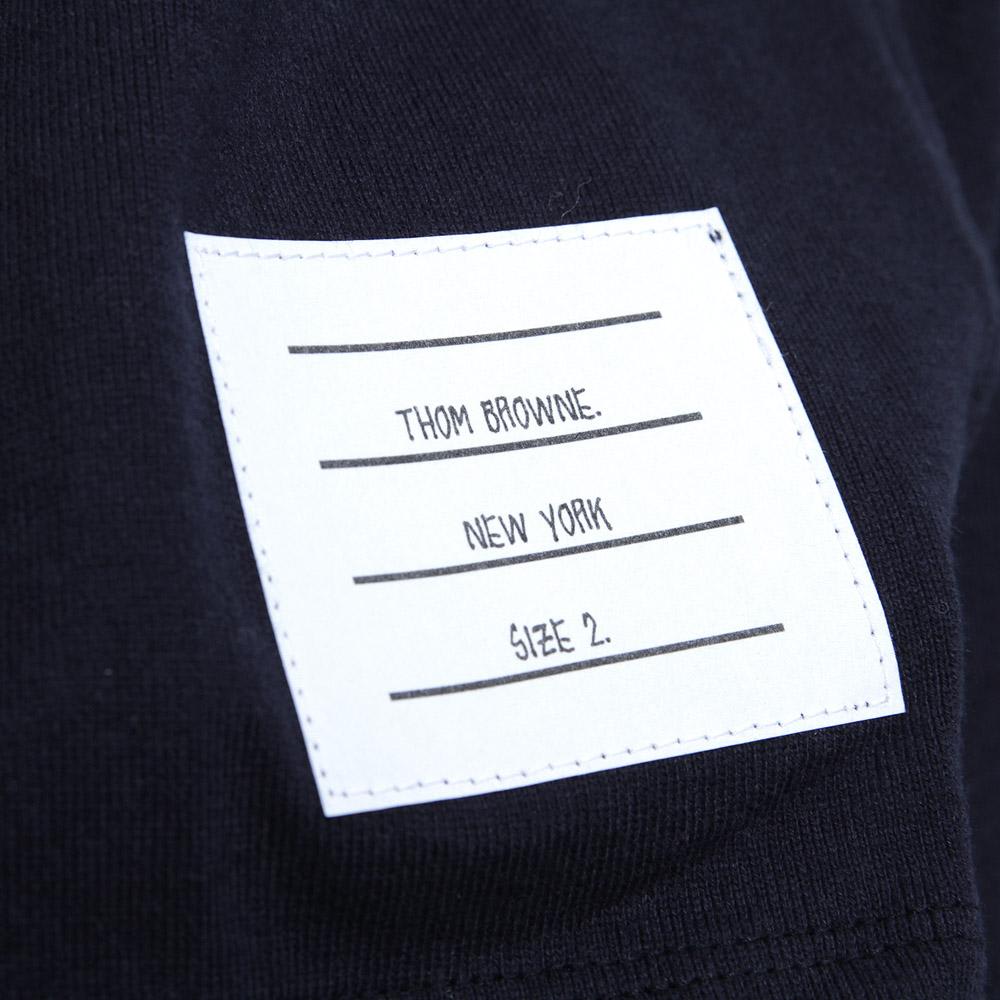 THOM BROWNE.
NEW YORK
SIZE 2.